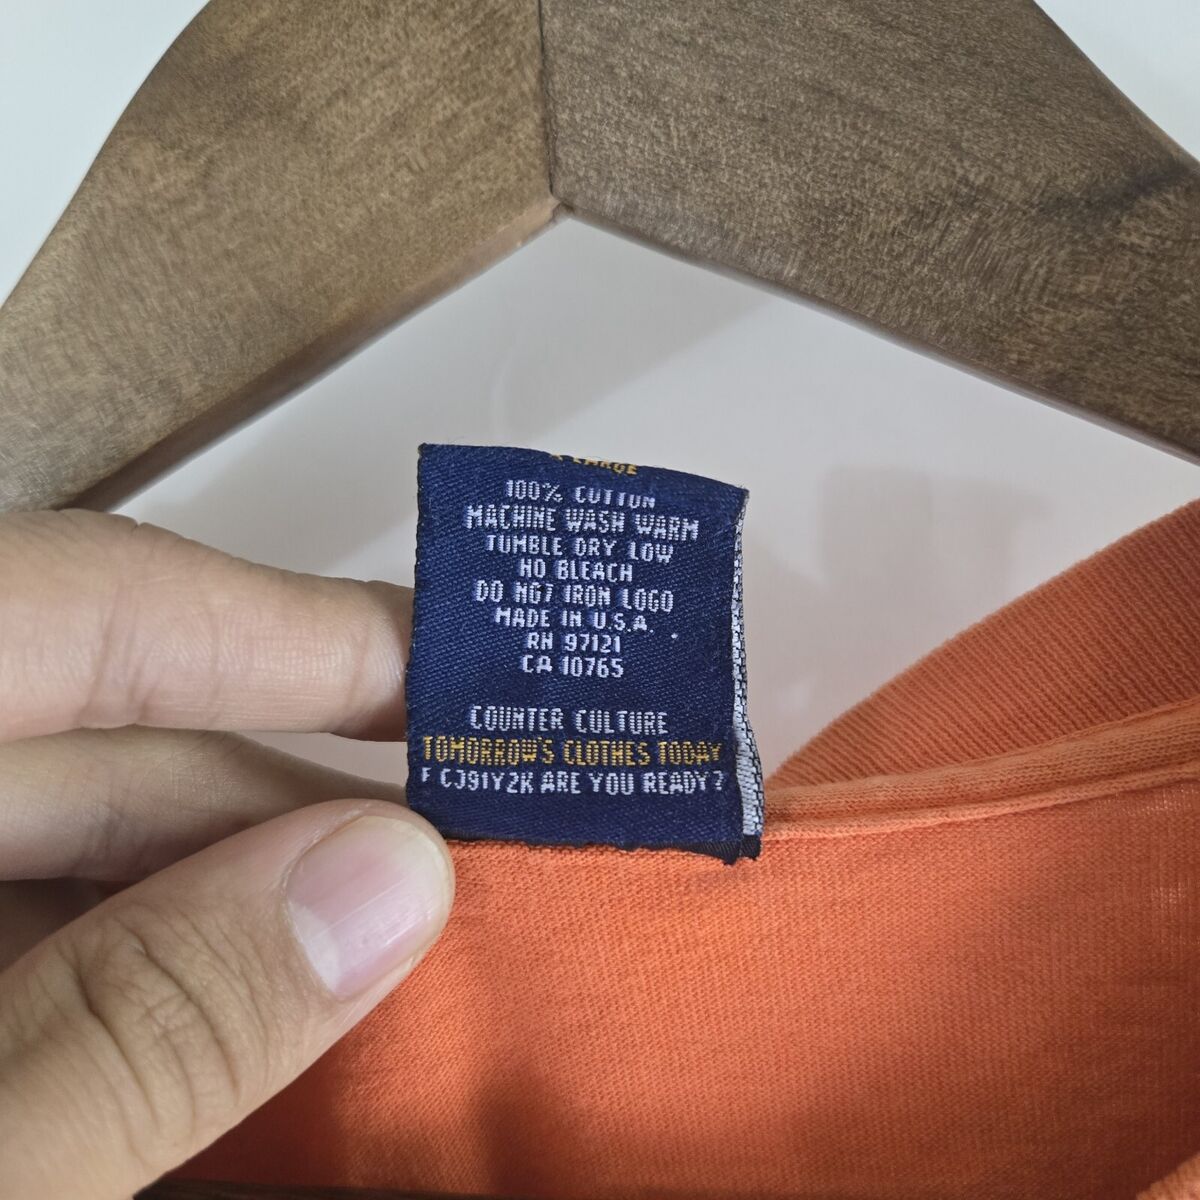 X LARGE
100% COTTON
MACHINE WASH WARM
TUMBLE DRY LOW
NO BLEACH
DO NOT IRON LOGO
MADE IN U.S.A.
RN 97121
CA 10765
COUNTER CULTURE
TOMORROW'S CLOTHES TODAY
F CJ91Y2K ARE YOU READY?